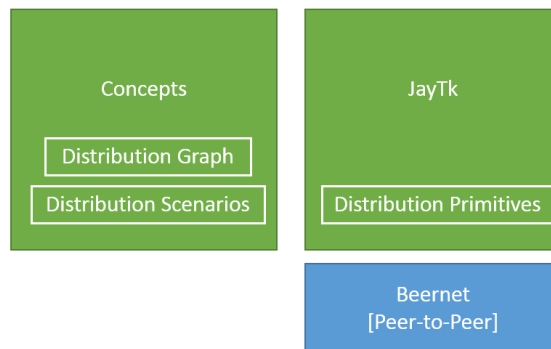 Concepts
Distribution Graph
Distribution Scenarios
JayTk
Distribution Primitives
Beernet
[Peer-to-Peer]